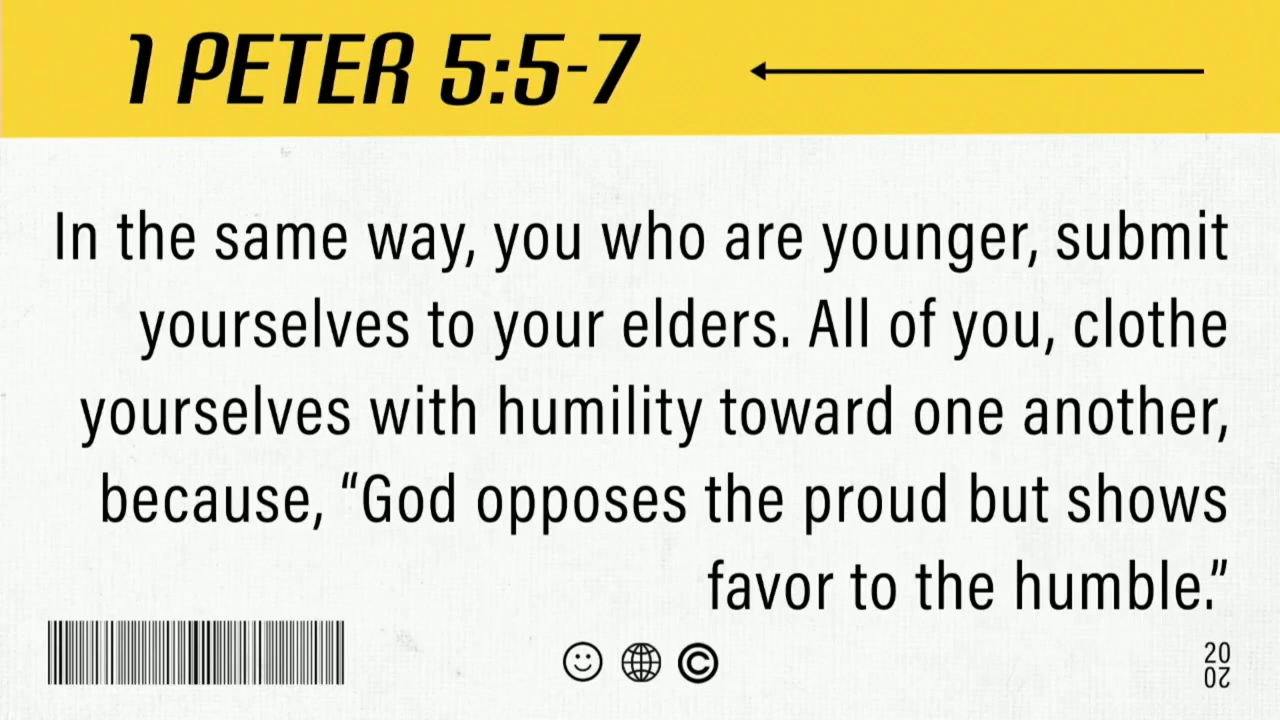 1 PETER 5:5-7
In the same way, you who are younger, submit
yourselves to your elders. All of you, clothe
yourselves with humility toward one another,
because, “God opposes the proud but shows
favor to the humble.”
©
20
20